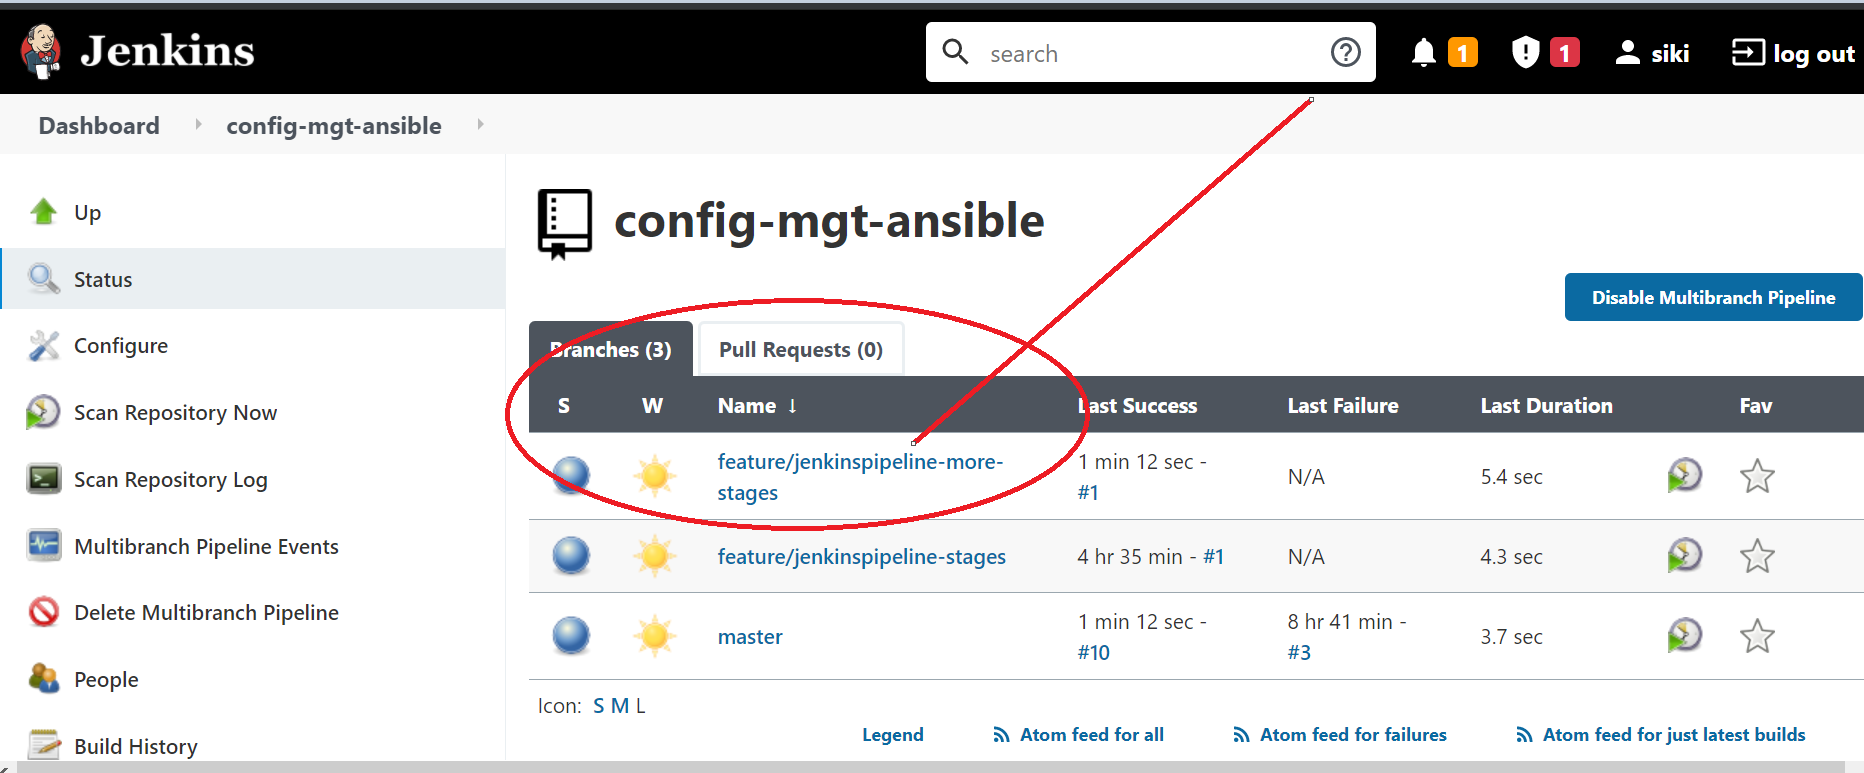 Jenkins
search
1
1
siki
log out
Dashboard
config-mgt-ansible
Up
Status
Configure
Scan Repository Now
Scan Repository Log
Multibranch Pipeline Events
Delete Multibranch Pipeline
People
Build History
config-mgt-ansible
Disable Multibranch Pipeline
Branches (3)
Pull Requests (0)
S W Name ↓ Last Success Last Failure Last Duration Fav
feature/jenkinspipeline-more-
stages
1 min 12 sec -
#1
N/A
5.4 sec
feature/jenkinspipeline-stages
4 hr 35 min - #1
N/A
4.3 sec
master
1 min 12 sec -
#10
8 hr 41 min -
#3
3.7 sec
Icon: S M L
Legend
Atom feed for all
Atom feed for failures
Atom feed for just latest builds